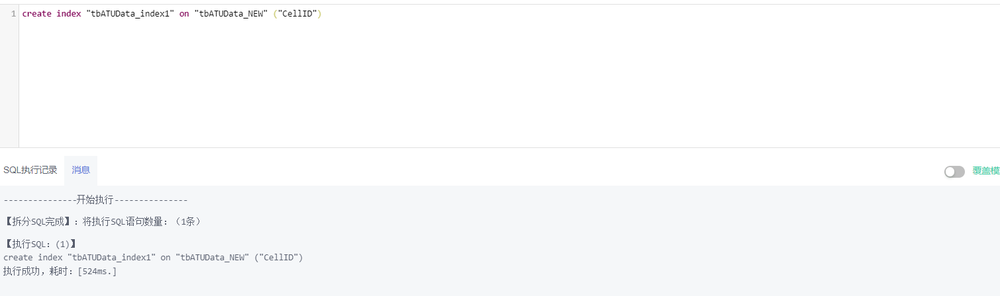 1 create index "tbATUData_index1" on "tbATUData_NEW" ("CellID")
SQL执行记录 消息 覆盖模
---------------开始执行---------------
【拆分SQL完成】：将执行SQL语句数量：（1条）
【执行SQL：(1)】
create index "tbATUData_index1" on "tbATUData_NEW" ("CellID")
执行成功，耗时：[524ms.]